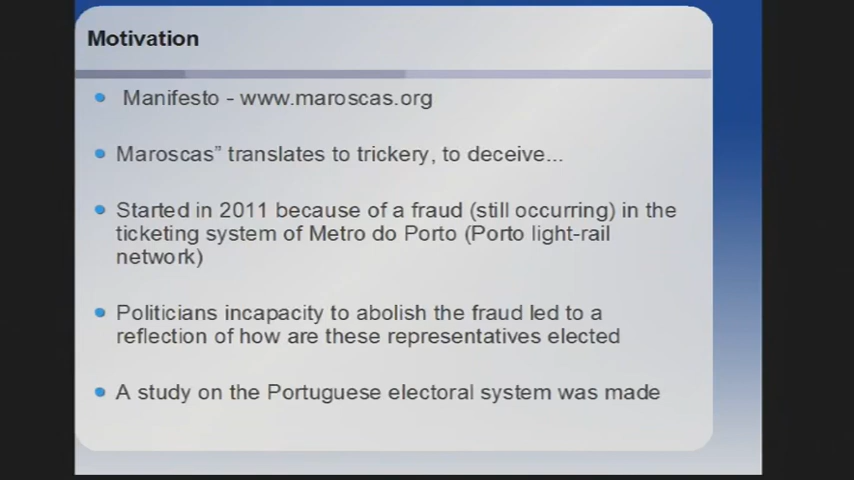 Motivation
Manifesto - www.maroscas.org
Maroscas” translates to trickery, to deceive...
Started in 2011 because of a fraud (still occurring) in the
ticketing system of Metro do Porto (Porto light-rail
network)
Politicians incapacity to abolish the fraud led to a
reflection of how are these representatives elected
A study on the Portuguese electoral system was made